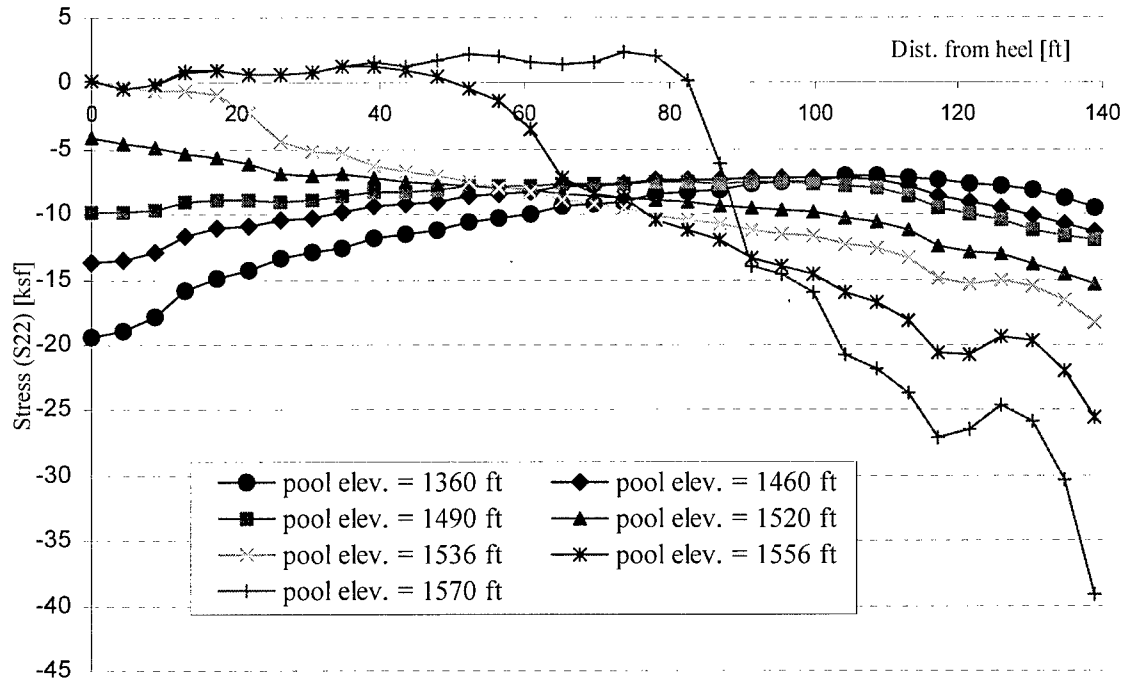 5
Dist. from heel [ft]
0
0 20 40 60 80 100 120 140
-5
-10
-15
-20
-25
-30
-35
-40
-45
Stress (S22) [ksf]
pool elev. = 1360 ft pool elev. = 1460 ft
pool elev. = 1490 ft pool elev. = 1520 ft
pool elev. = 1536 ft pool elev. = 1556 ft
pool elev. = 1570 ft